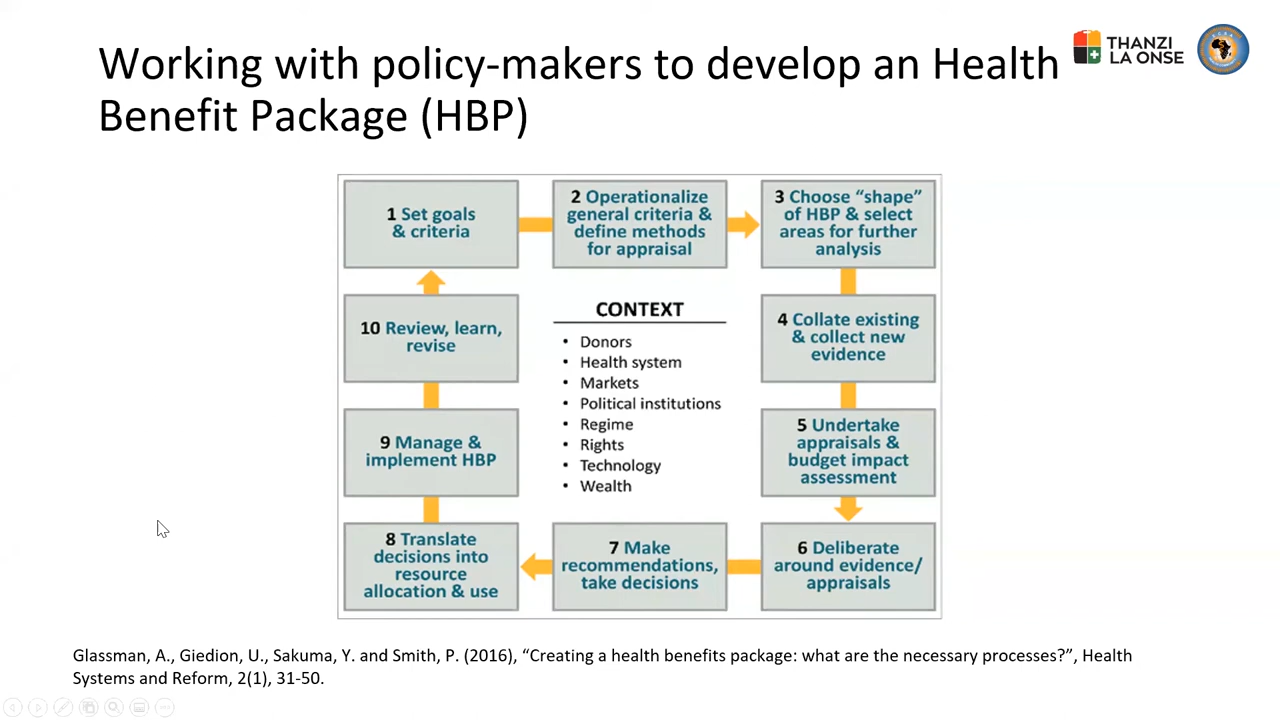 Working with policy-makers to develop an Health
Benefit Package (HBP)
THANZI
LA ONSE
1 Set goals
& criteria
2 Operationalize
general criteria &
define methods
for appraisal
3 Choose “shape”
of HBP & select
areas for further
analysis
4 Collate existing
& collect new
evidence
5 Undertake
appraisals &
budget impact
assessment
6 Deliberate
around evidence/
appraisals
7 Make
recommendations,
take decisions
8 Translate
decisions into
resource
allocation & use
9 Manage &
implement HBP
10 Review, learn,
revise
CONTEXT
• Donors
• Health system
• Markets
• Political institutions
• Regime
• Rights
• Technology
• Wealth
Glassman, A., Giedion, U., Sakuma, Y. and Smith, P. (2016), “Creating a health benefits package: what are the necessary processes?”, Health
Systems and Reform, 2(1), 31-50.